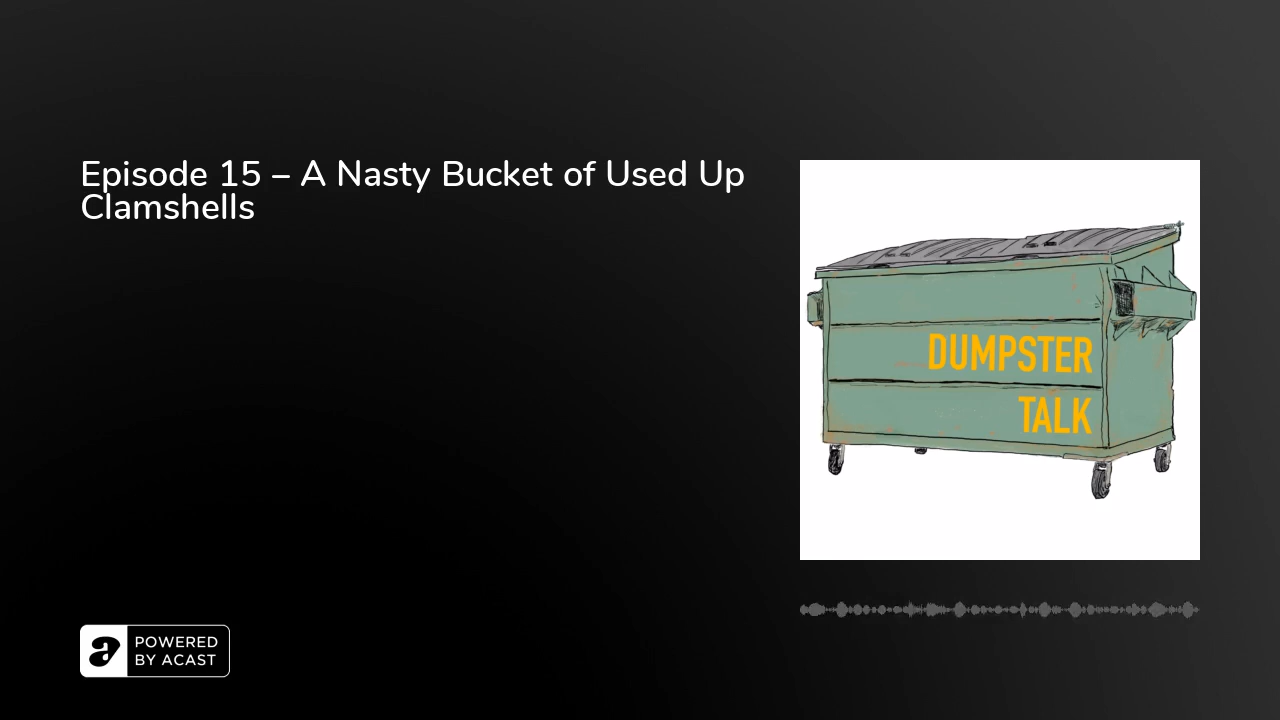 Episode 15 – A Nasty Bucket of Used Up
Clamshells
DUMPSTER
TALK
POWERED
BY ACAST